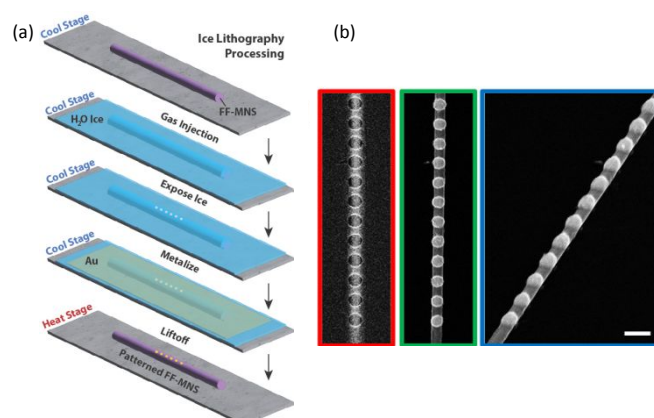 (a)
Cool Stage
Ice Lithography
Processing
FF-MNS
Cool Stage
H₂O Ice
Gas Injection
Cool Stage
Expose Ice
Cool Stage
Metalize
Au
Heat Stage
Liftoff
Patterned FF-MNS
(b)